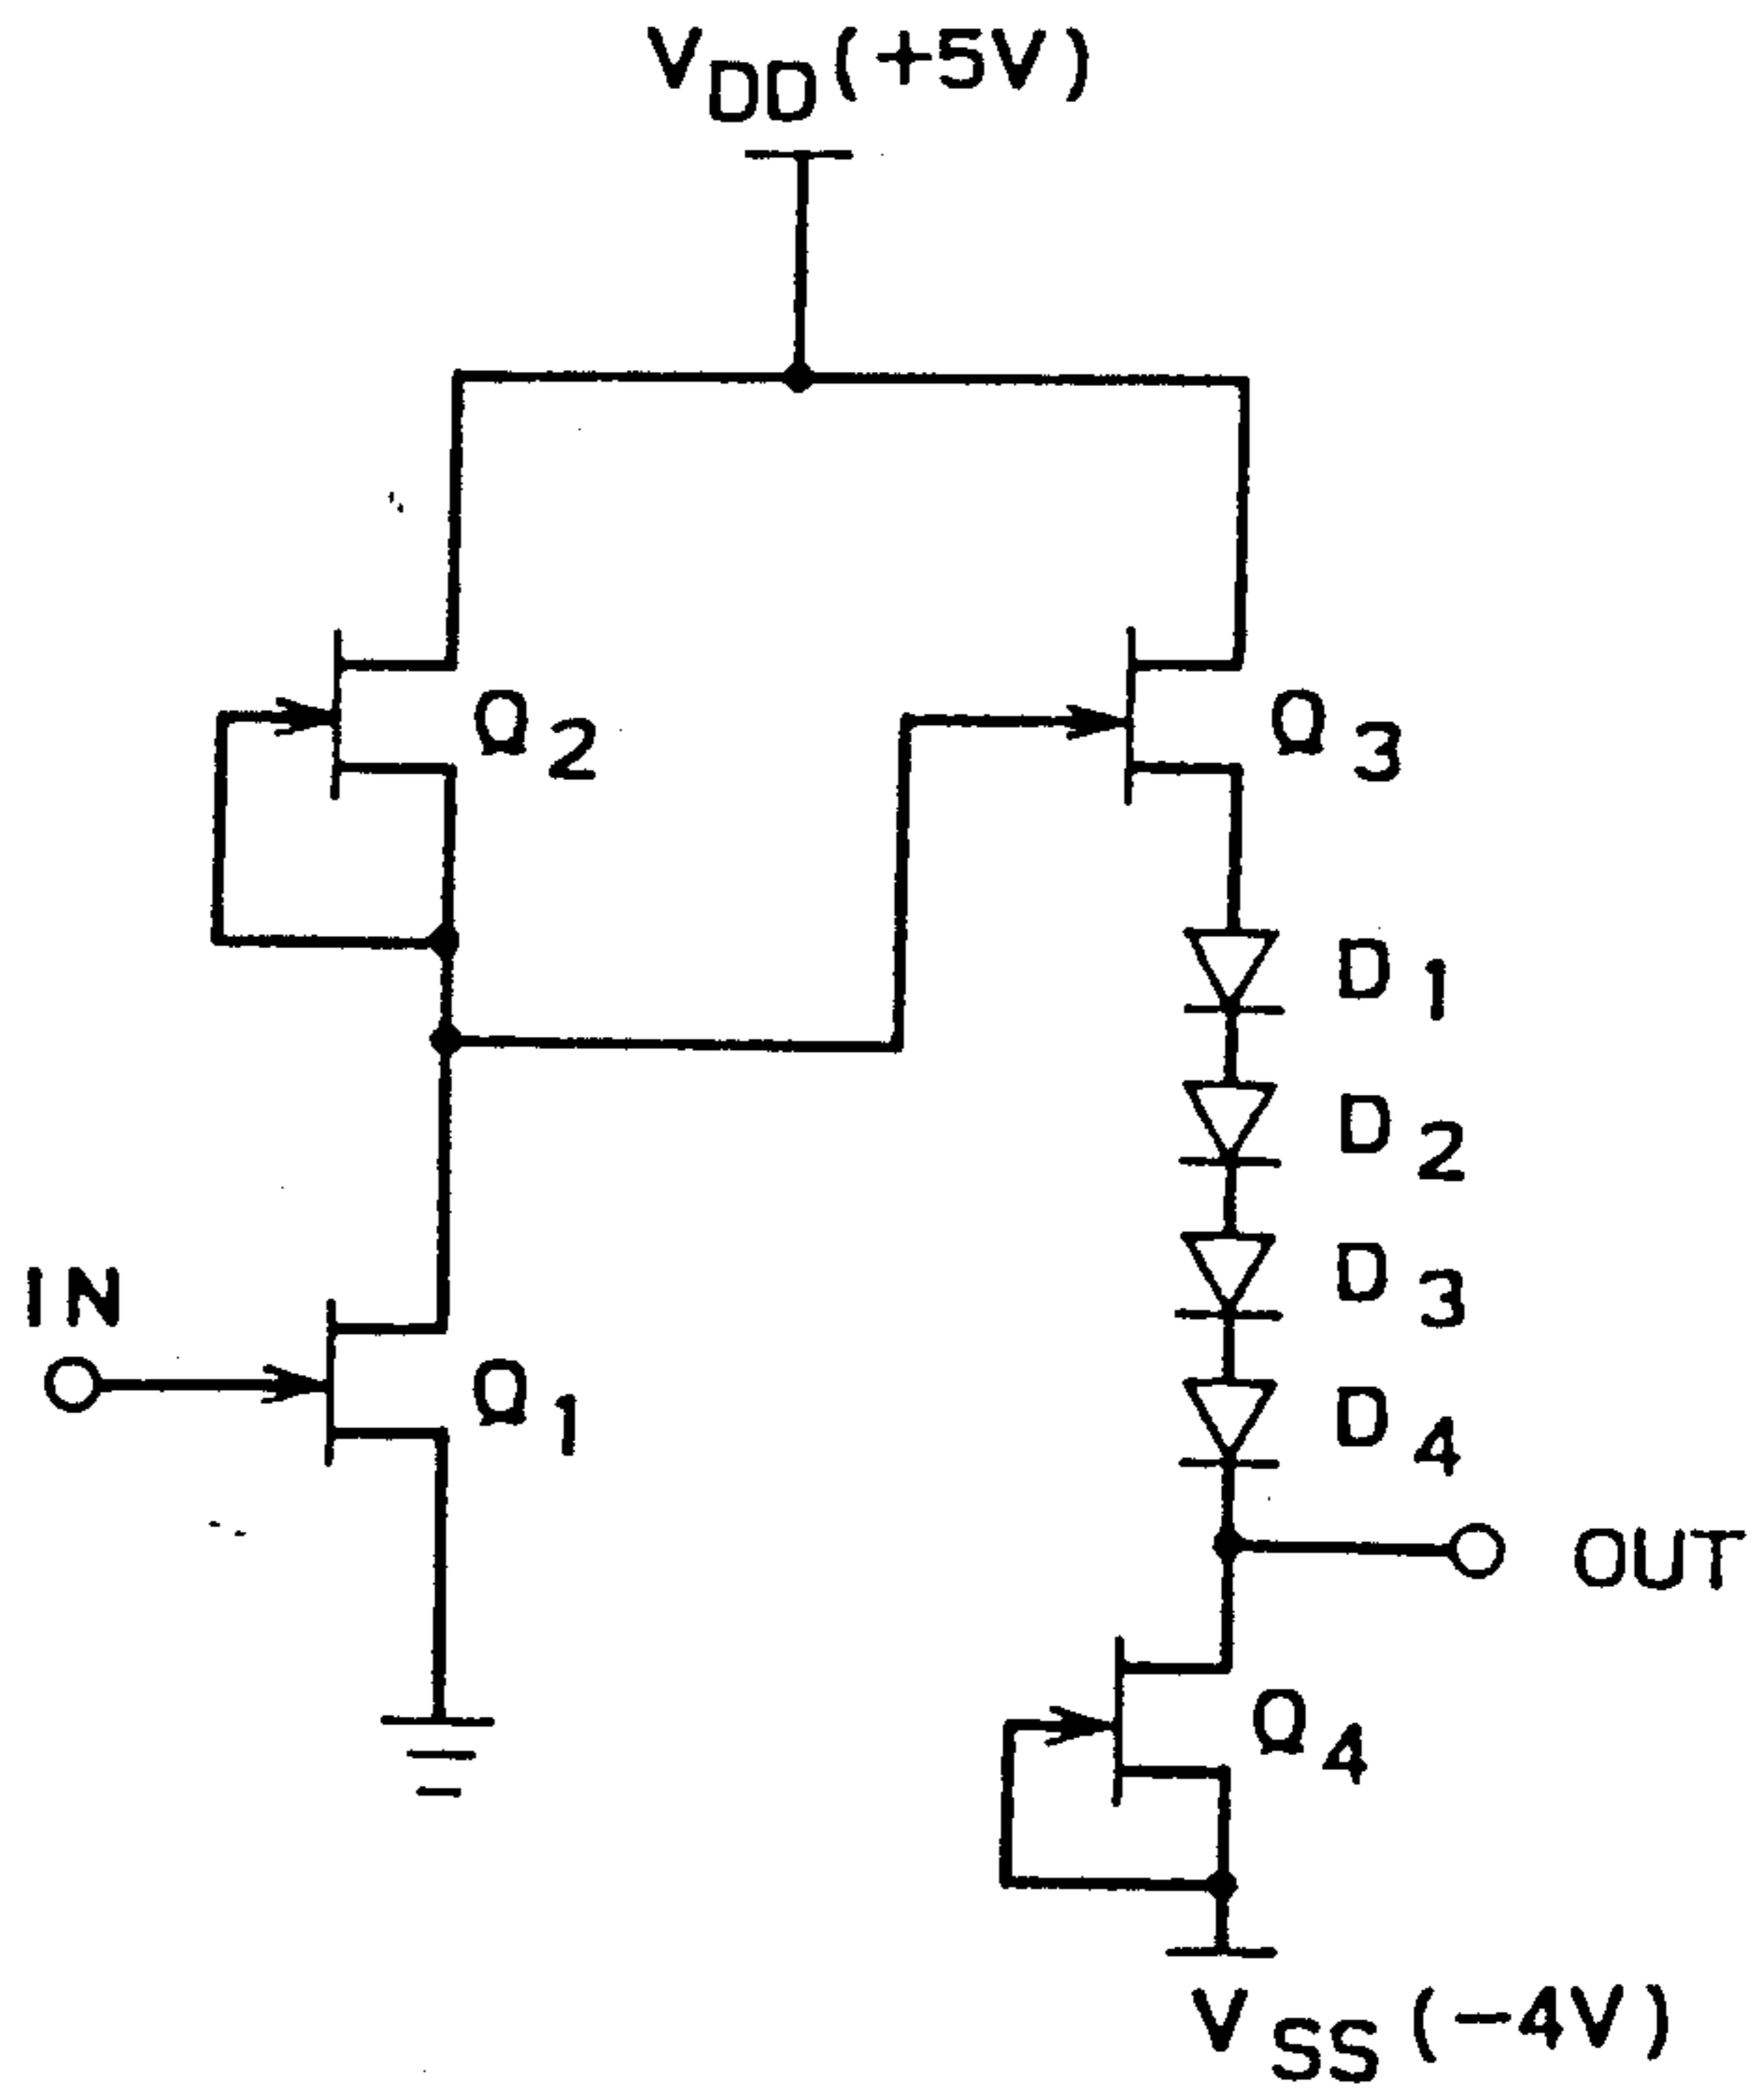 VDD(+5V)
Q2
Q3
D1
D2
D3
IN
Q1
D4
OUT
Q4
VSS(-4V)